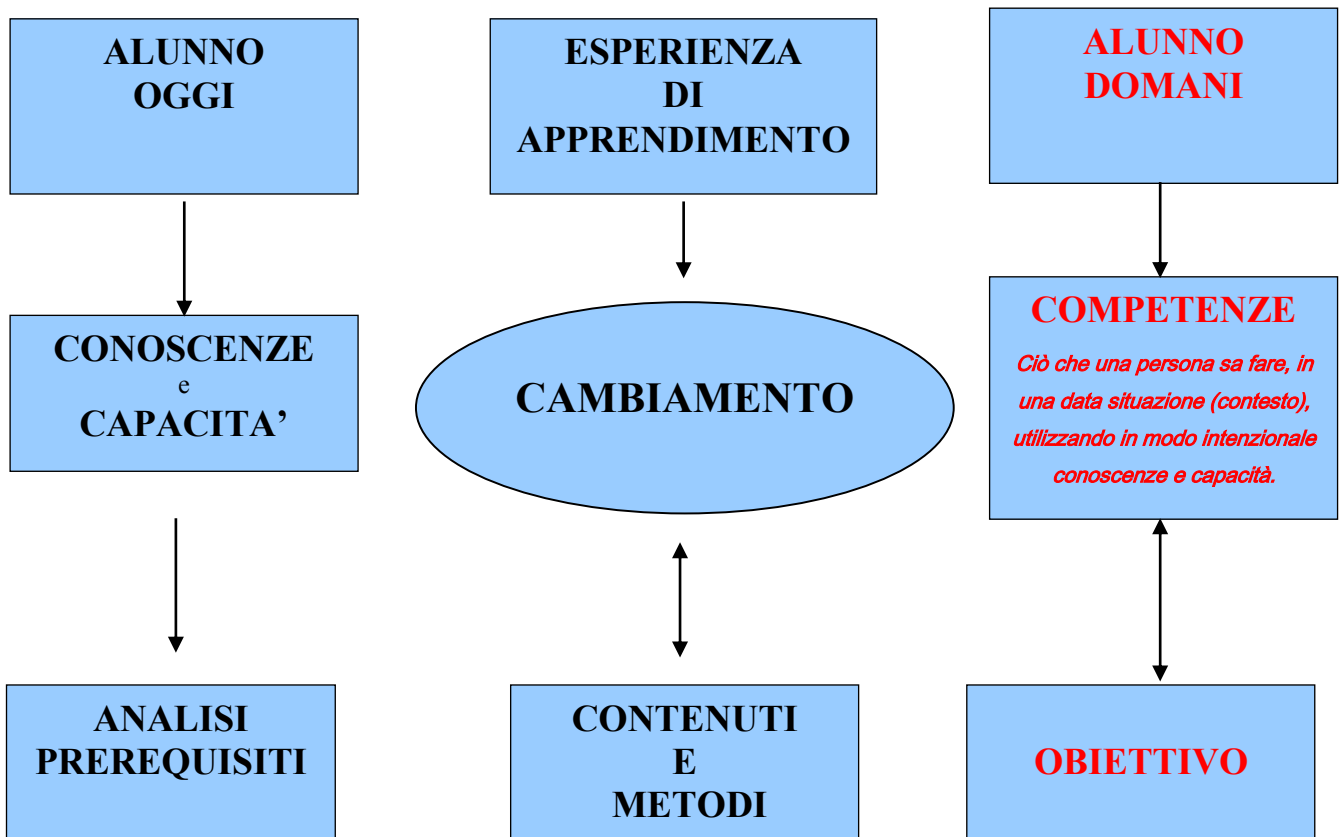 ALUNNO
OGGI
ESPERIENZA
DI
APPRENDIMENTO
ALUNNO
DOMANI
CONOSCENZE
e
CAPACITA’
CAMBIAMENTO
COMPETENZE
Ciò che una persona sa fare, in
una data situazione (contesto),
utilizzando in modo intenzionale
conoscenze e capacità.
ANALISI
PREREQUISITI
CONTENUTI
E
METODI
OBIETTIVO